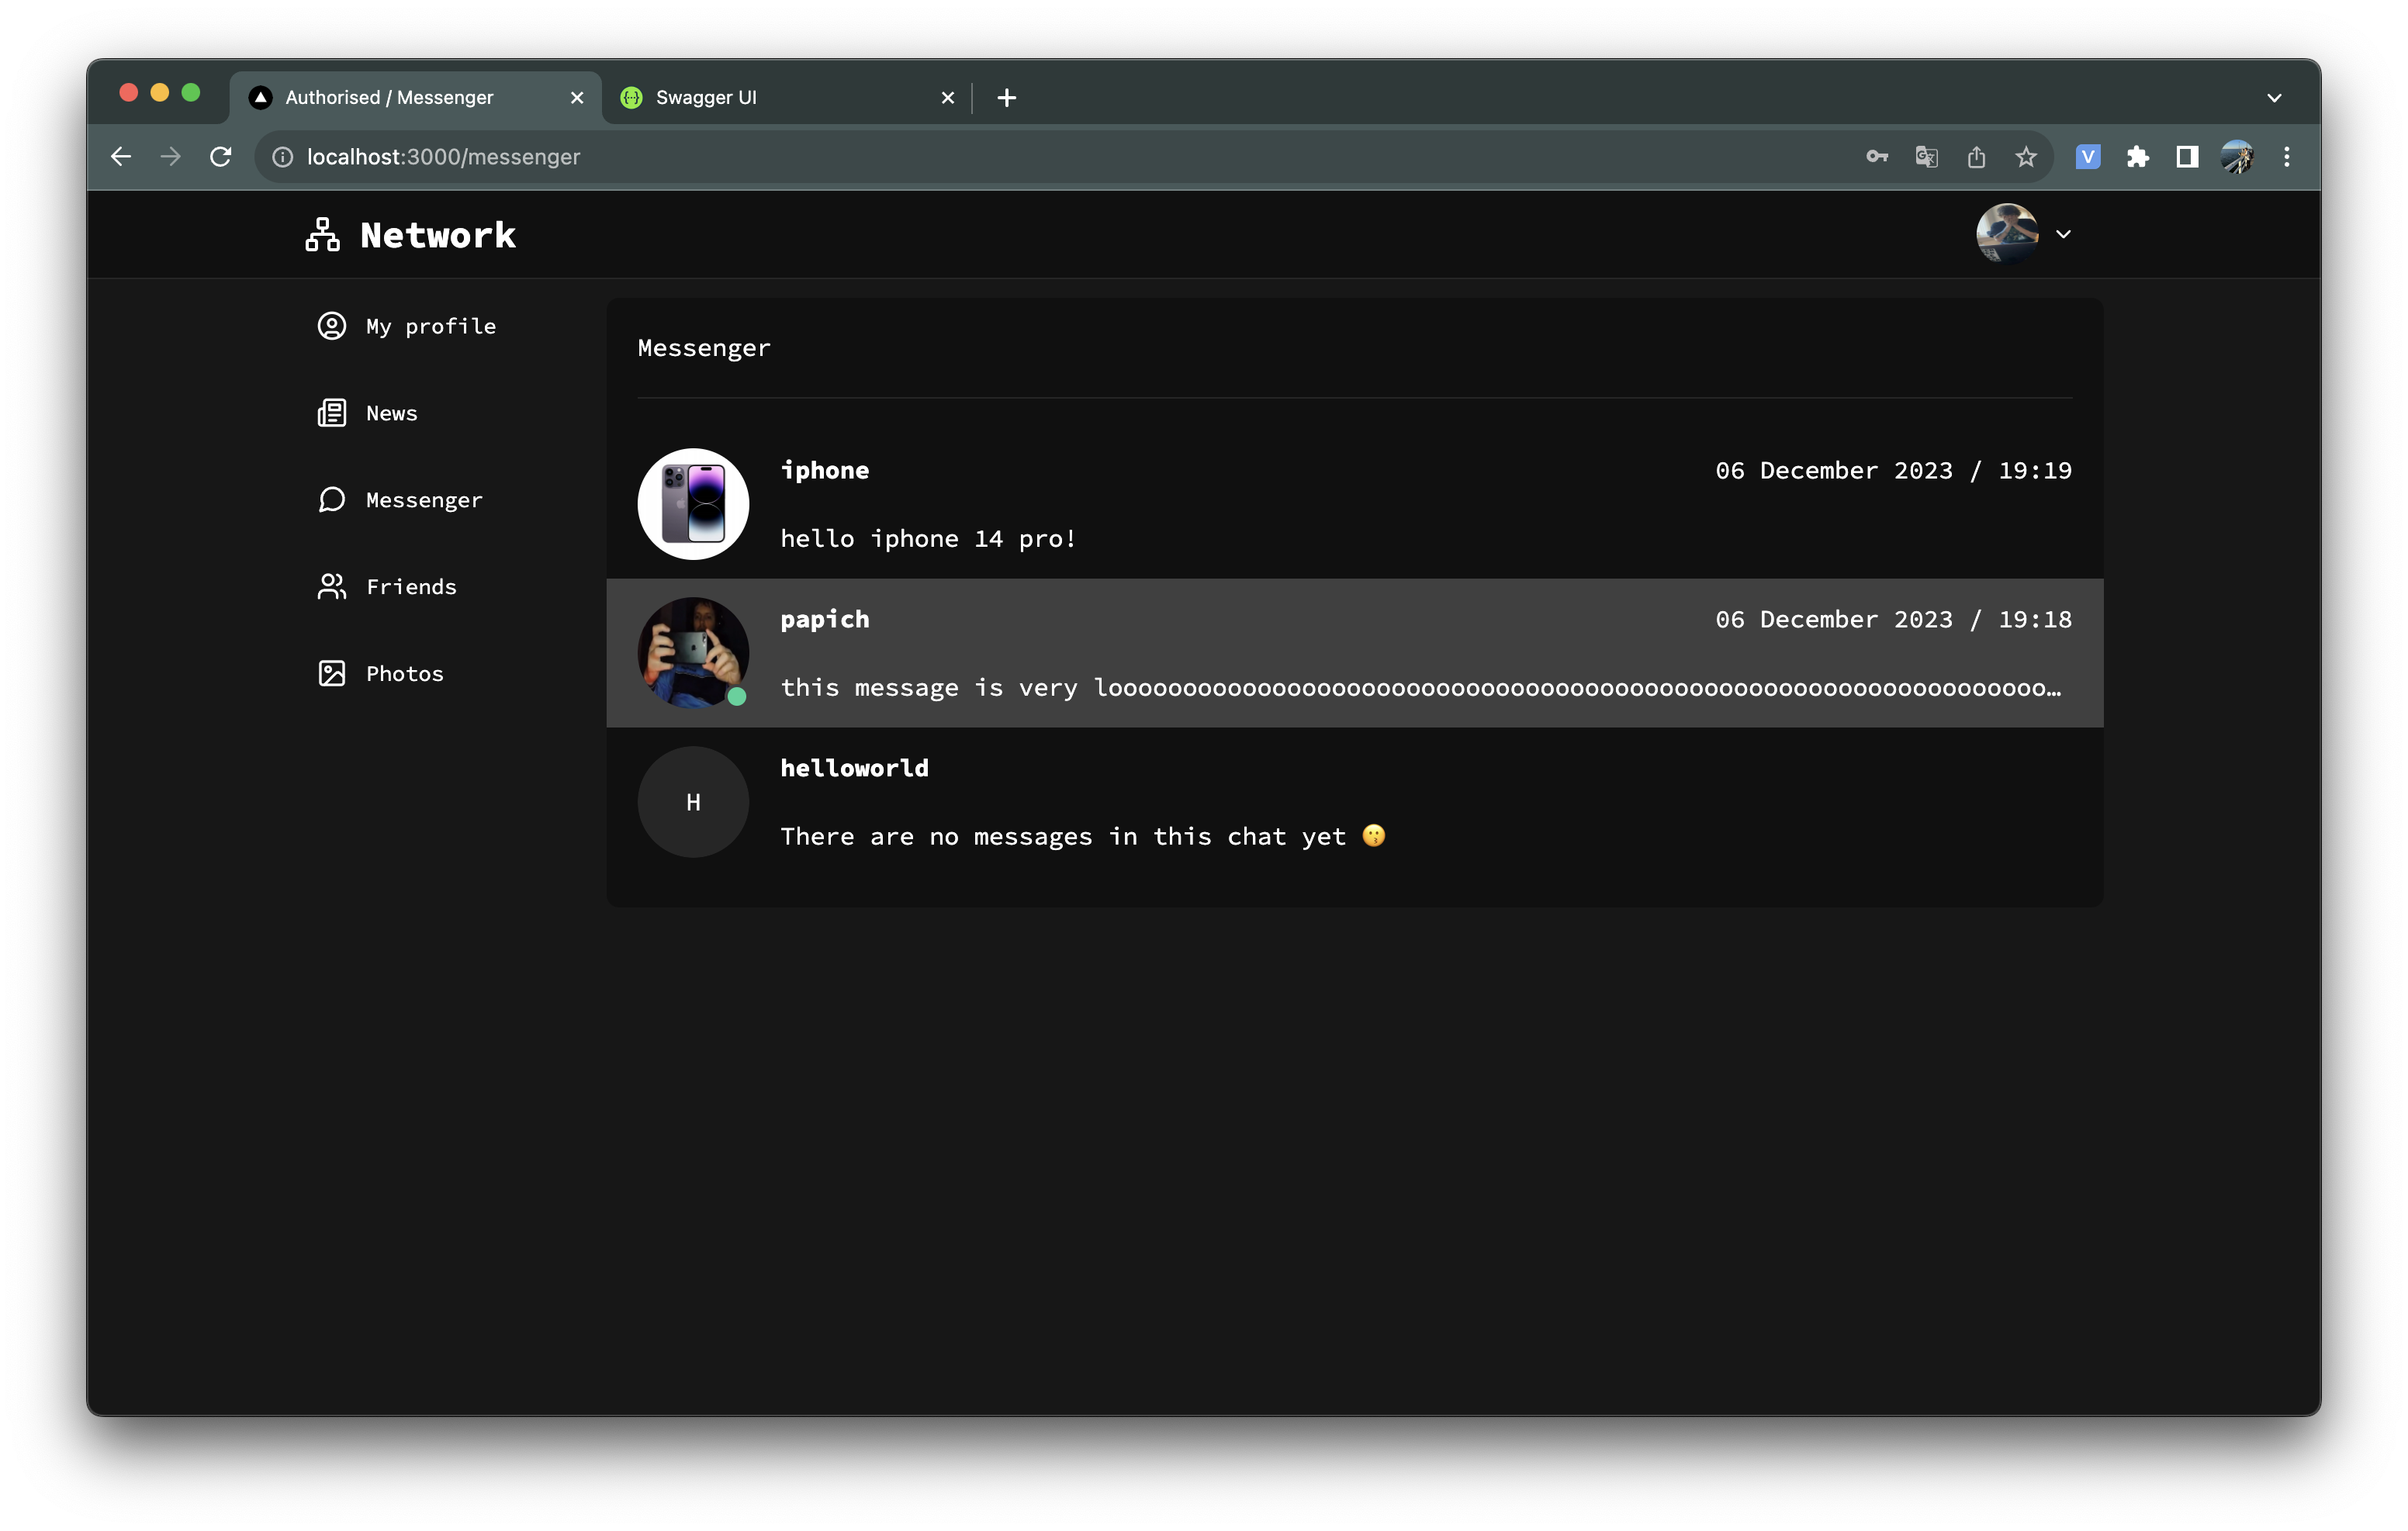 Authorised / Messenger
Swagger UI
localhost:3000/messenger
V
Network
My profile
News
Messenger
Friends
Photos
Messenger
iphone
06 December 2023 / 19:19
hello iphone 14 pro!
papich
06 December 2023 / 19:18
this message is very looooooooooooooooooooooooooooooooooooooooooooooooooooooooooooooo…
helloworld
H
There are no messages in this chat yet 😗